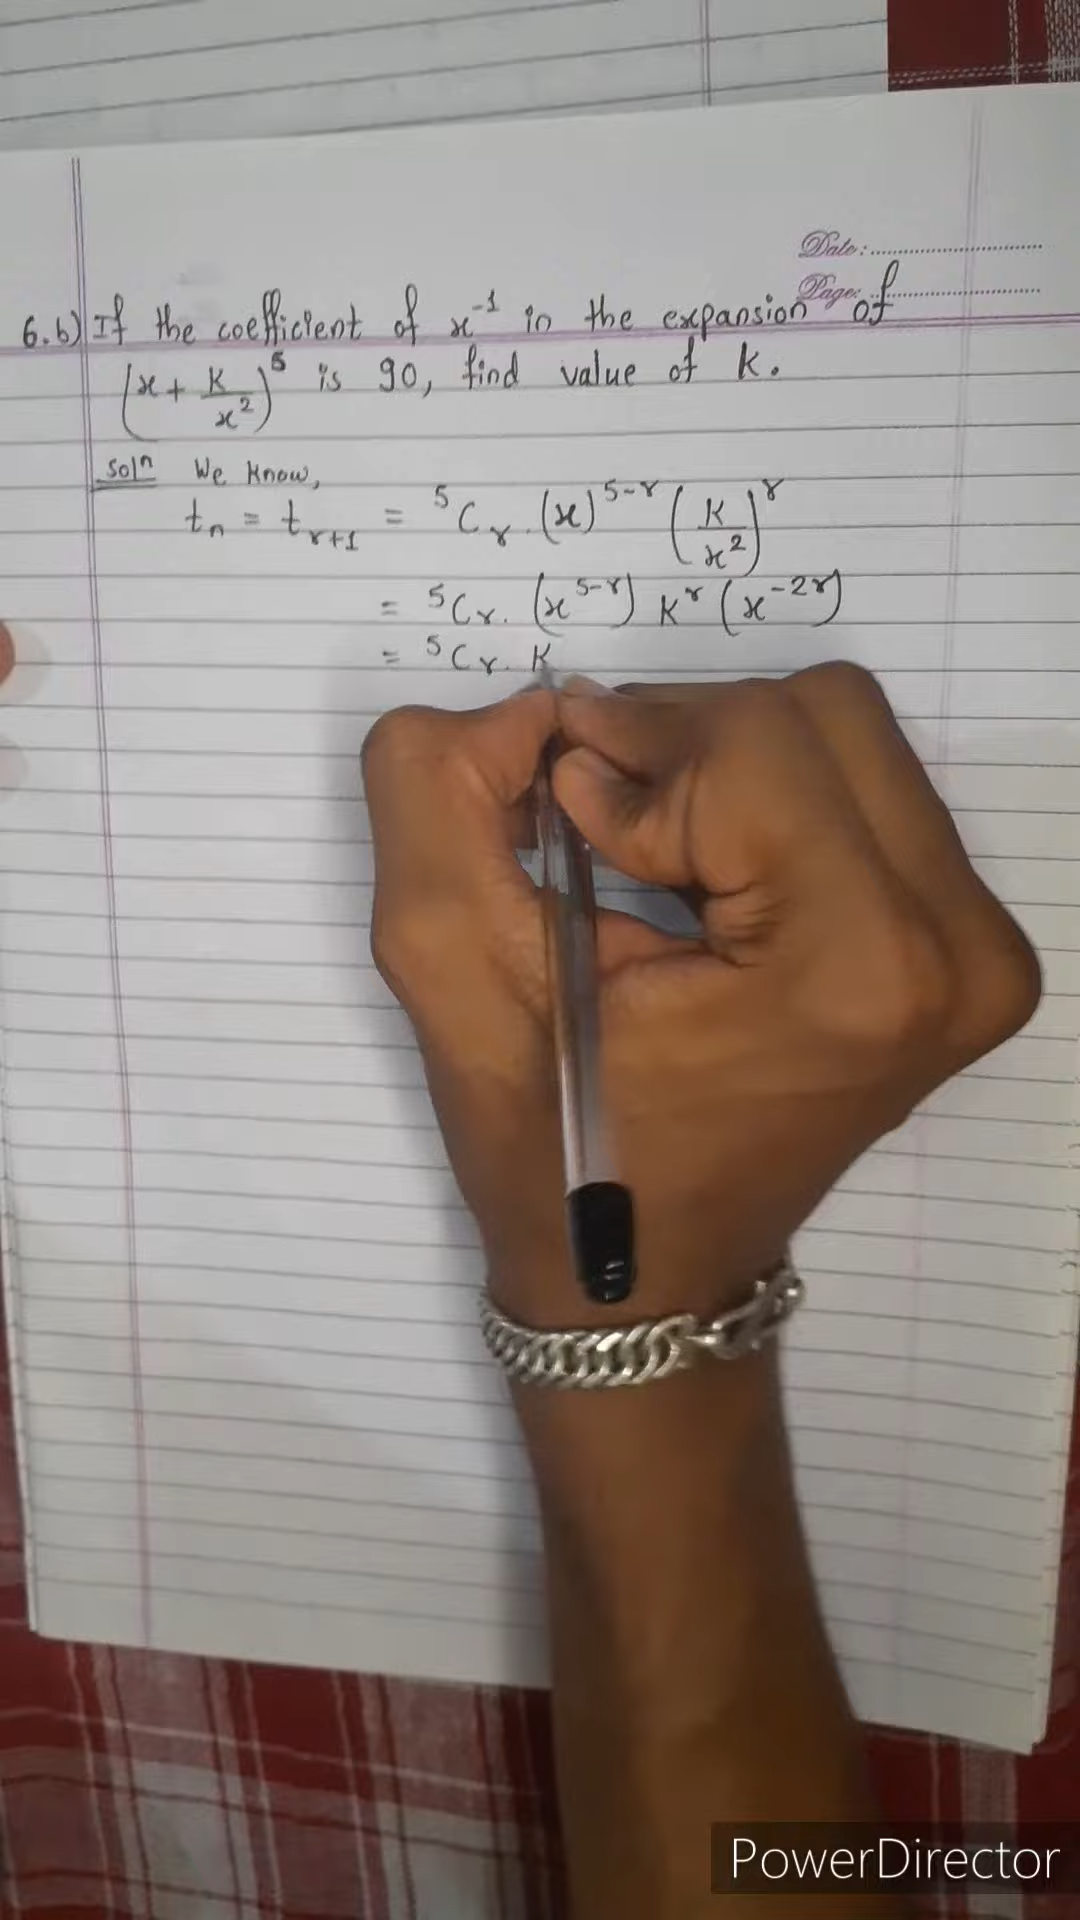 Date:
Page:
6.b) If the coefficient of x⁻¹ in the expansion of
(x + K/x²)⁵ is 90, find value of K.
Solⁿ We know,
tₙ = tᵣ₊₁ = ⁵Cᵣ. (x)⁵⁻ʳ (K/x²)ʳ
= ⁵Cᵣ. (x⁵⁻ʳ) Kʳ (x⁻²ʳ)
= ⁵Cᵣ. K
PowerDirector